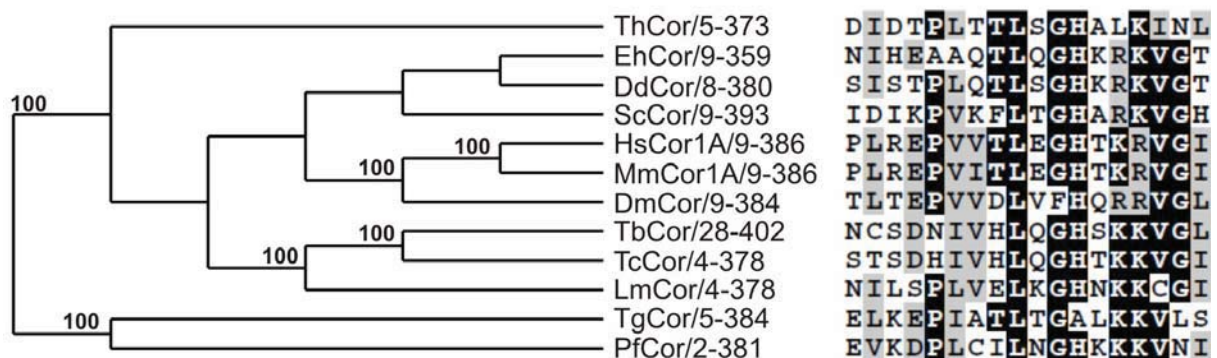 ThCor/5-373 DIDTPLTTLSGHALKINL
EhCor/9-359 NIHEAAQTLQGHKRKVGT
DdCor/8-380 SISTPLQTLSGHKRKVGT
100
ScCor/9-393 IDIKPVKFLTGHARKVGH
100 HsCor1A/9-386 PLREPVVTLEGHTKRVGI
100 MmCor1A/9-386 PLREPVITLEGHTKRVGI
DmCor/9-384 TLTEPVVDLVFHQRRVGL
100 TbCor/28-402 NCSDNIVHLQGHSKKVGL
100 TcCor/4-378 STSDHIVHLQGHTKKVGI
LmCor/4-378 NILSPLVELKGHNKKCGI
100 TgCor/5-384 ELKEPIATLTGALKKVLS
PfCor/2-381 EVKDPLCILNGHKKKVNI